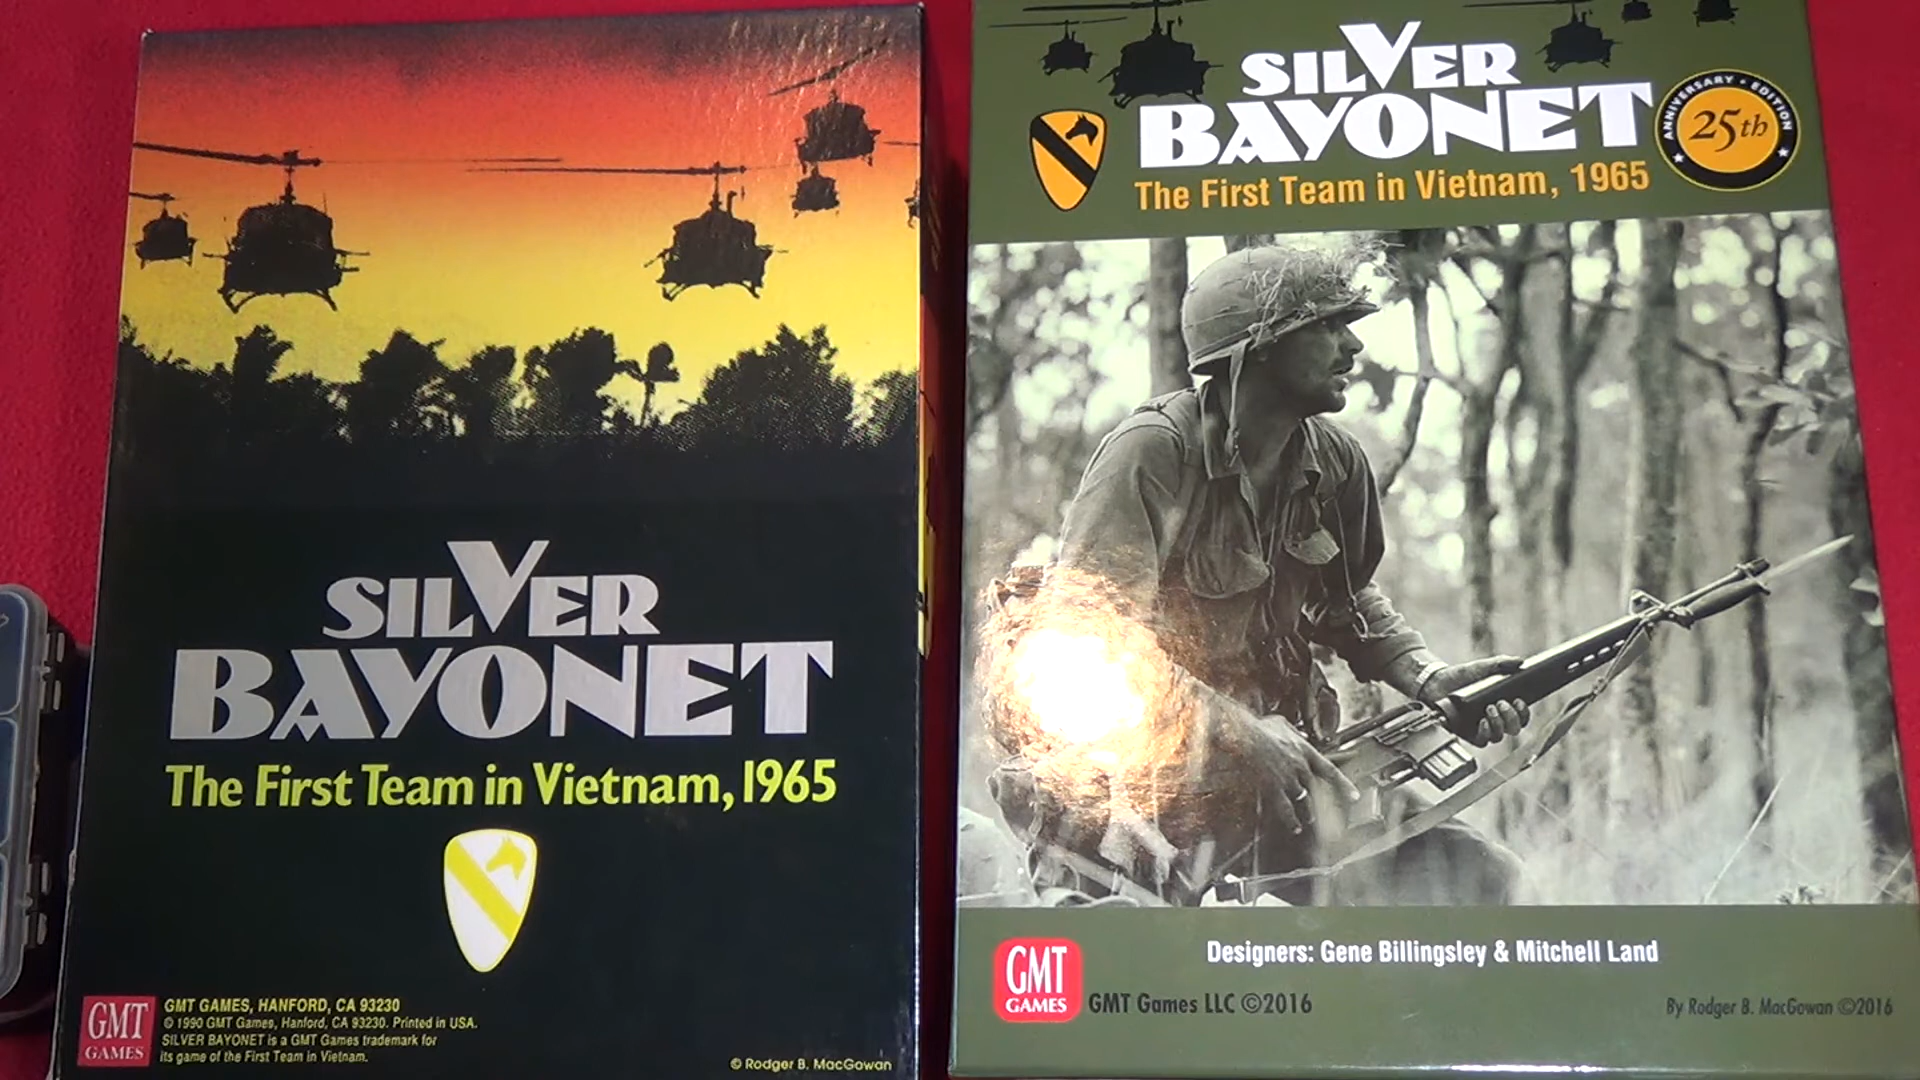 SILVER
BAYONET
The First Team in Vietnam, 1965
GMT
GAMES
GMT GAMES, HANFORD, CA 93230
© 1990 GMT Games, Hanford, CA 93230. Printed in USA.
SILVER BAYONET is a GMT Games trademark for
its game of the First Team in Vietnam.
© Rodger B. MacGowan
SILVER
BAYONET
The First Team in Vietnam, 1965
ANNIVERSARY • EDITION
25th
Designers: Gene Billingsley & Mitchell Land
GMT
GAMES
GMT Games LLC ©2016
By Rodger B. MacGowan ©2016